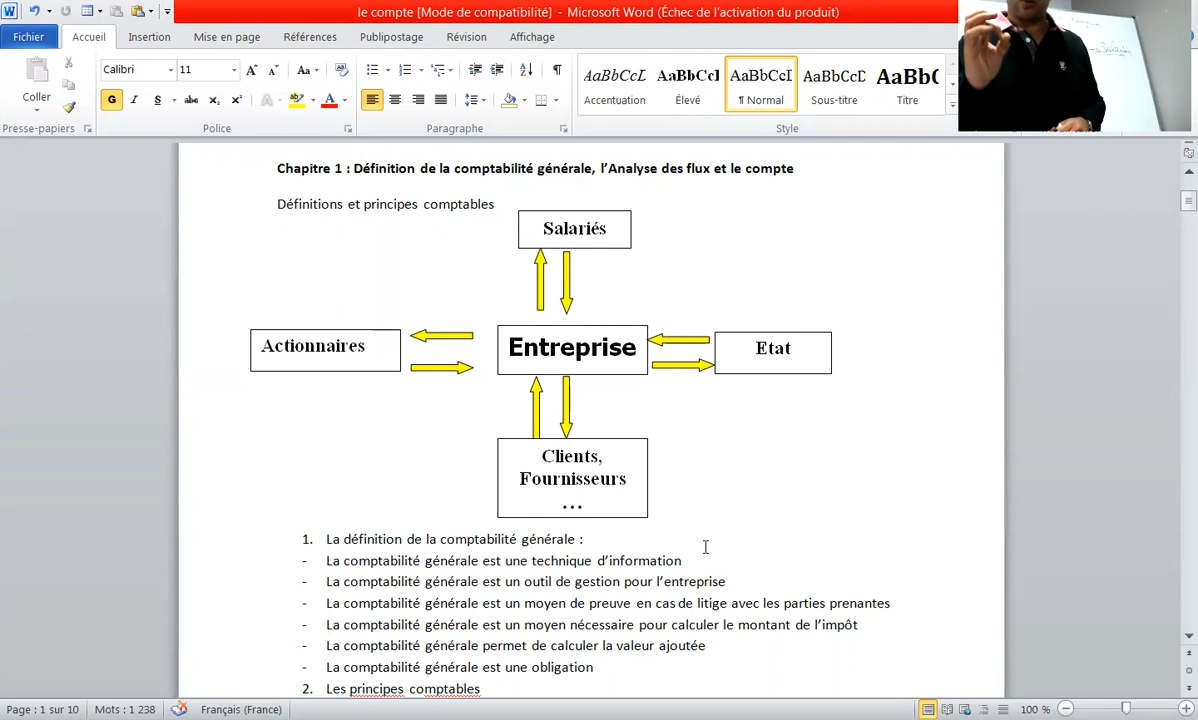 le compte [Mode de compatibilité] - Microsoft Word (Échec de l'activation du produit)
Fichier Accueil Insertion Mise en page Références Publipostage Révision Affichage
Coller
Calibri 11
G I S abc x₂ x²
AaBbCcL AaBbCcI AaBbCcD AaBbCcD AaBbC
Accentuation Élevé ¶ Normal Sous-titre Titre
Presse-papiers Police Paragraphe Style
Chapitre 1 : Définition de la comptabilité générale, l'Analyse des flux et le compte
Définitions et principes comptables
Salariés
Actionnaires
Entreprise
Etat
Clients,
Fournisseurs
…
1. La définition de la comptabilité générale :
- La comptabilité générale est une technique d'information
- La comptabilité générale est un outil de gestion pour l'entreprise
- La comptabilité générale est un moyen de preuve en cas de litige avec les parties prenantes
- La comptabilité générale est un moyen nécessaire pour calculer le montant de l'impôt
- La comptabilité générale permet de calculer la valeur ajoutée
- La comptabilité générale est une obligation
2. Les principes comptables
Page : 1 sur 10 Mots : 1 238 Français (France) 100 %